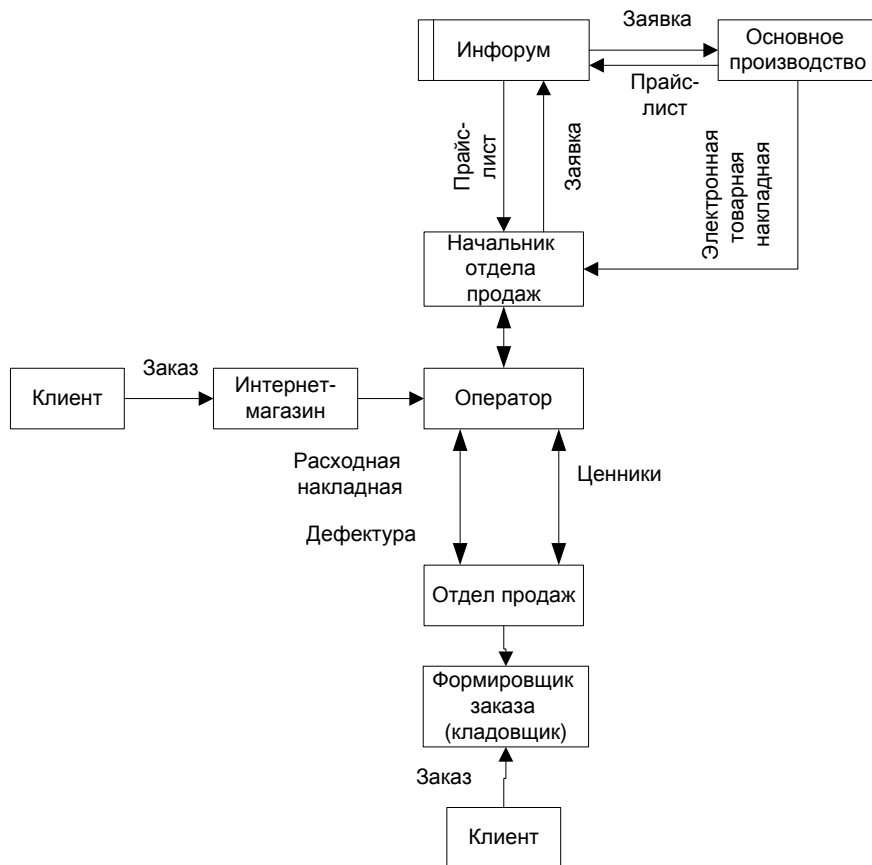 Заявка
Инфорум
Основное
производство
Прайс-
лист
Прайс-
лист
Заявка
Электронная
товарная
накладная
Начальник
отдела
продаж
Заказ
Клиент
Интернет-
магазин
Оператор
Расходная
накладная
Ценники
Дефектура
Отдел продаж
Формировщик
заказа
(кладовщик)
Заказ
Клиент